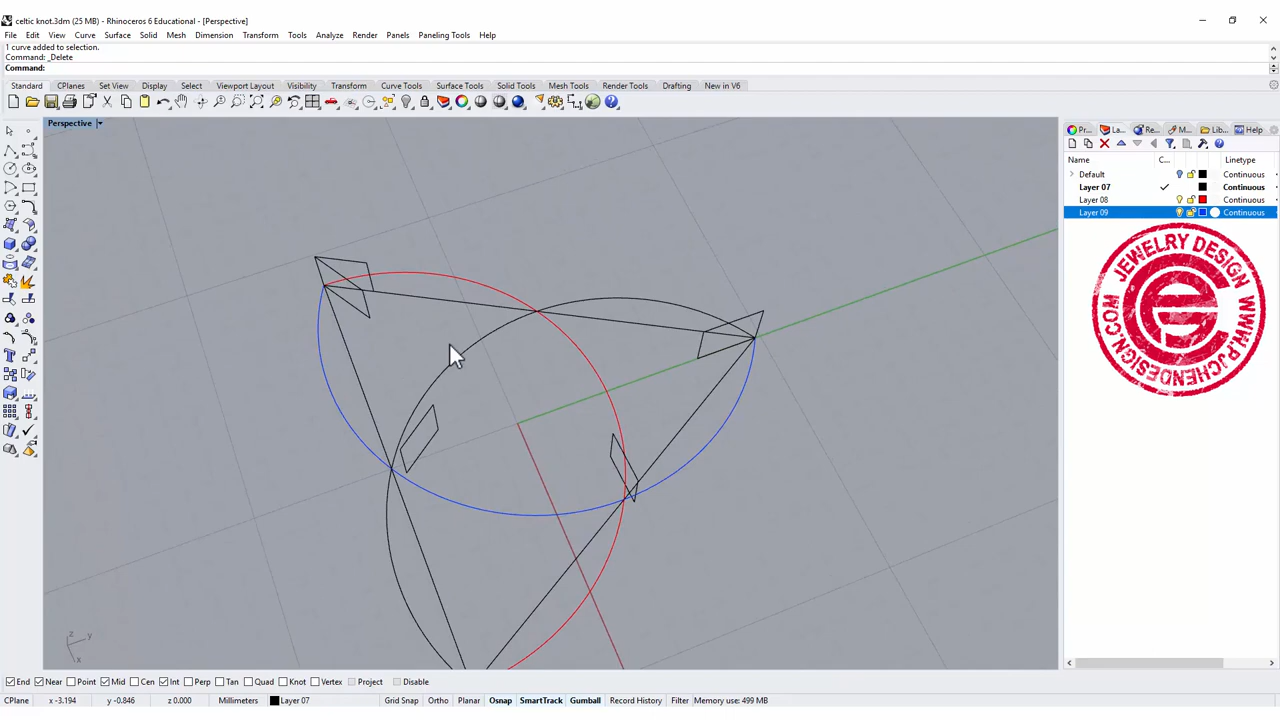 celtic knot.3dm (25 MB) - Rhinoceros 6 Educational - [Perspective]
File Edit View Curve Surface Solid Mesh Dimension Transform Tools Analyze Render Panels Paneling Tools Help
1 curve added to selection.
Command: _Delete
Command:
Standard CPlanes Set View Display Select Viewport Layout Visibility Transform Curve Tools Surface Tools Solid Tools Mesh Tools Render Tools Drafting New in V6
Perspective
Pr... La... Re... M... Lib... Help
Name C... Linetype
Default Continuous
Layer 07 Continuous
Layer 08 Continuous
Layer 09 Continuous
JEWELRY DESIGN WWW.PJCHENDESIGN.COM
z y
x
End Near Point Mid Cen Int Perp Tan Quad Knot Vertex Project Disable
CPlane x -3.194 y -0.846 z 0.000 Millimeters Layer 07 Grid Snap Ortho Planar Osnap SmartTrack Gumball Record History Filter Memory use: 499 MB